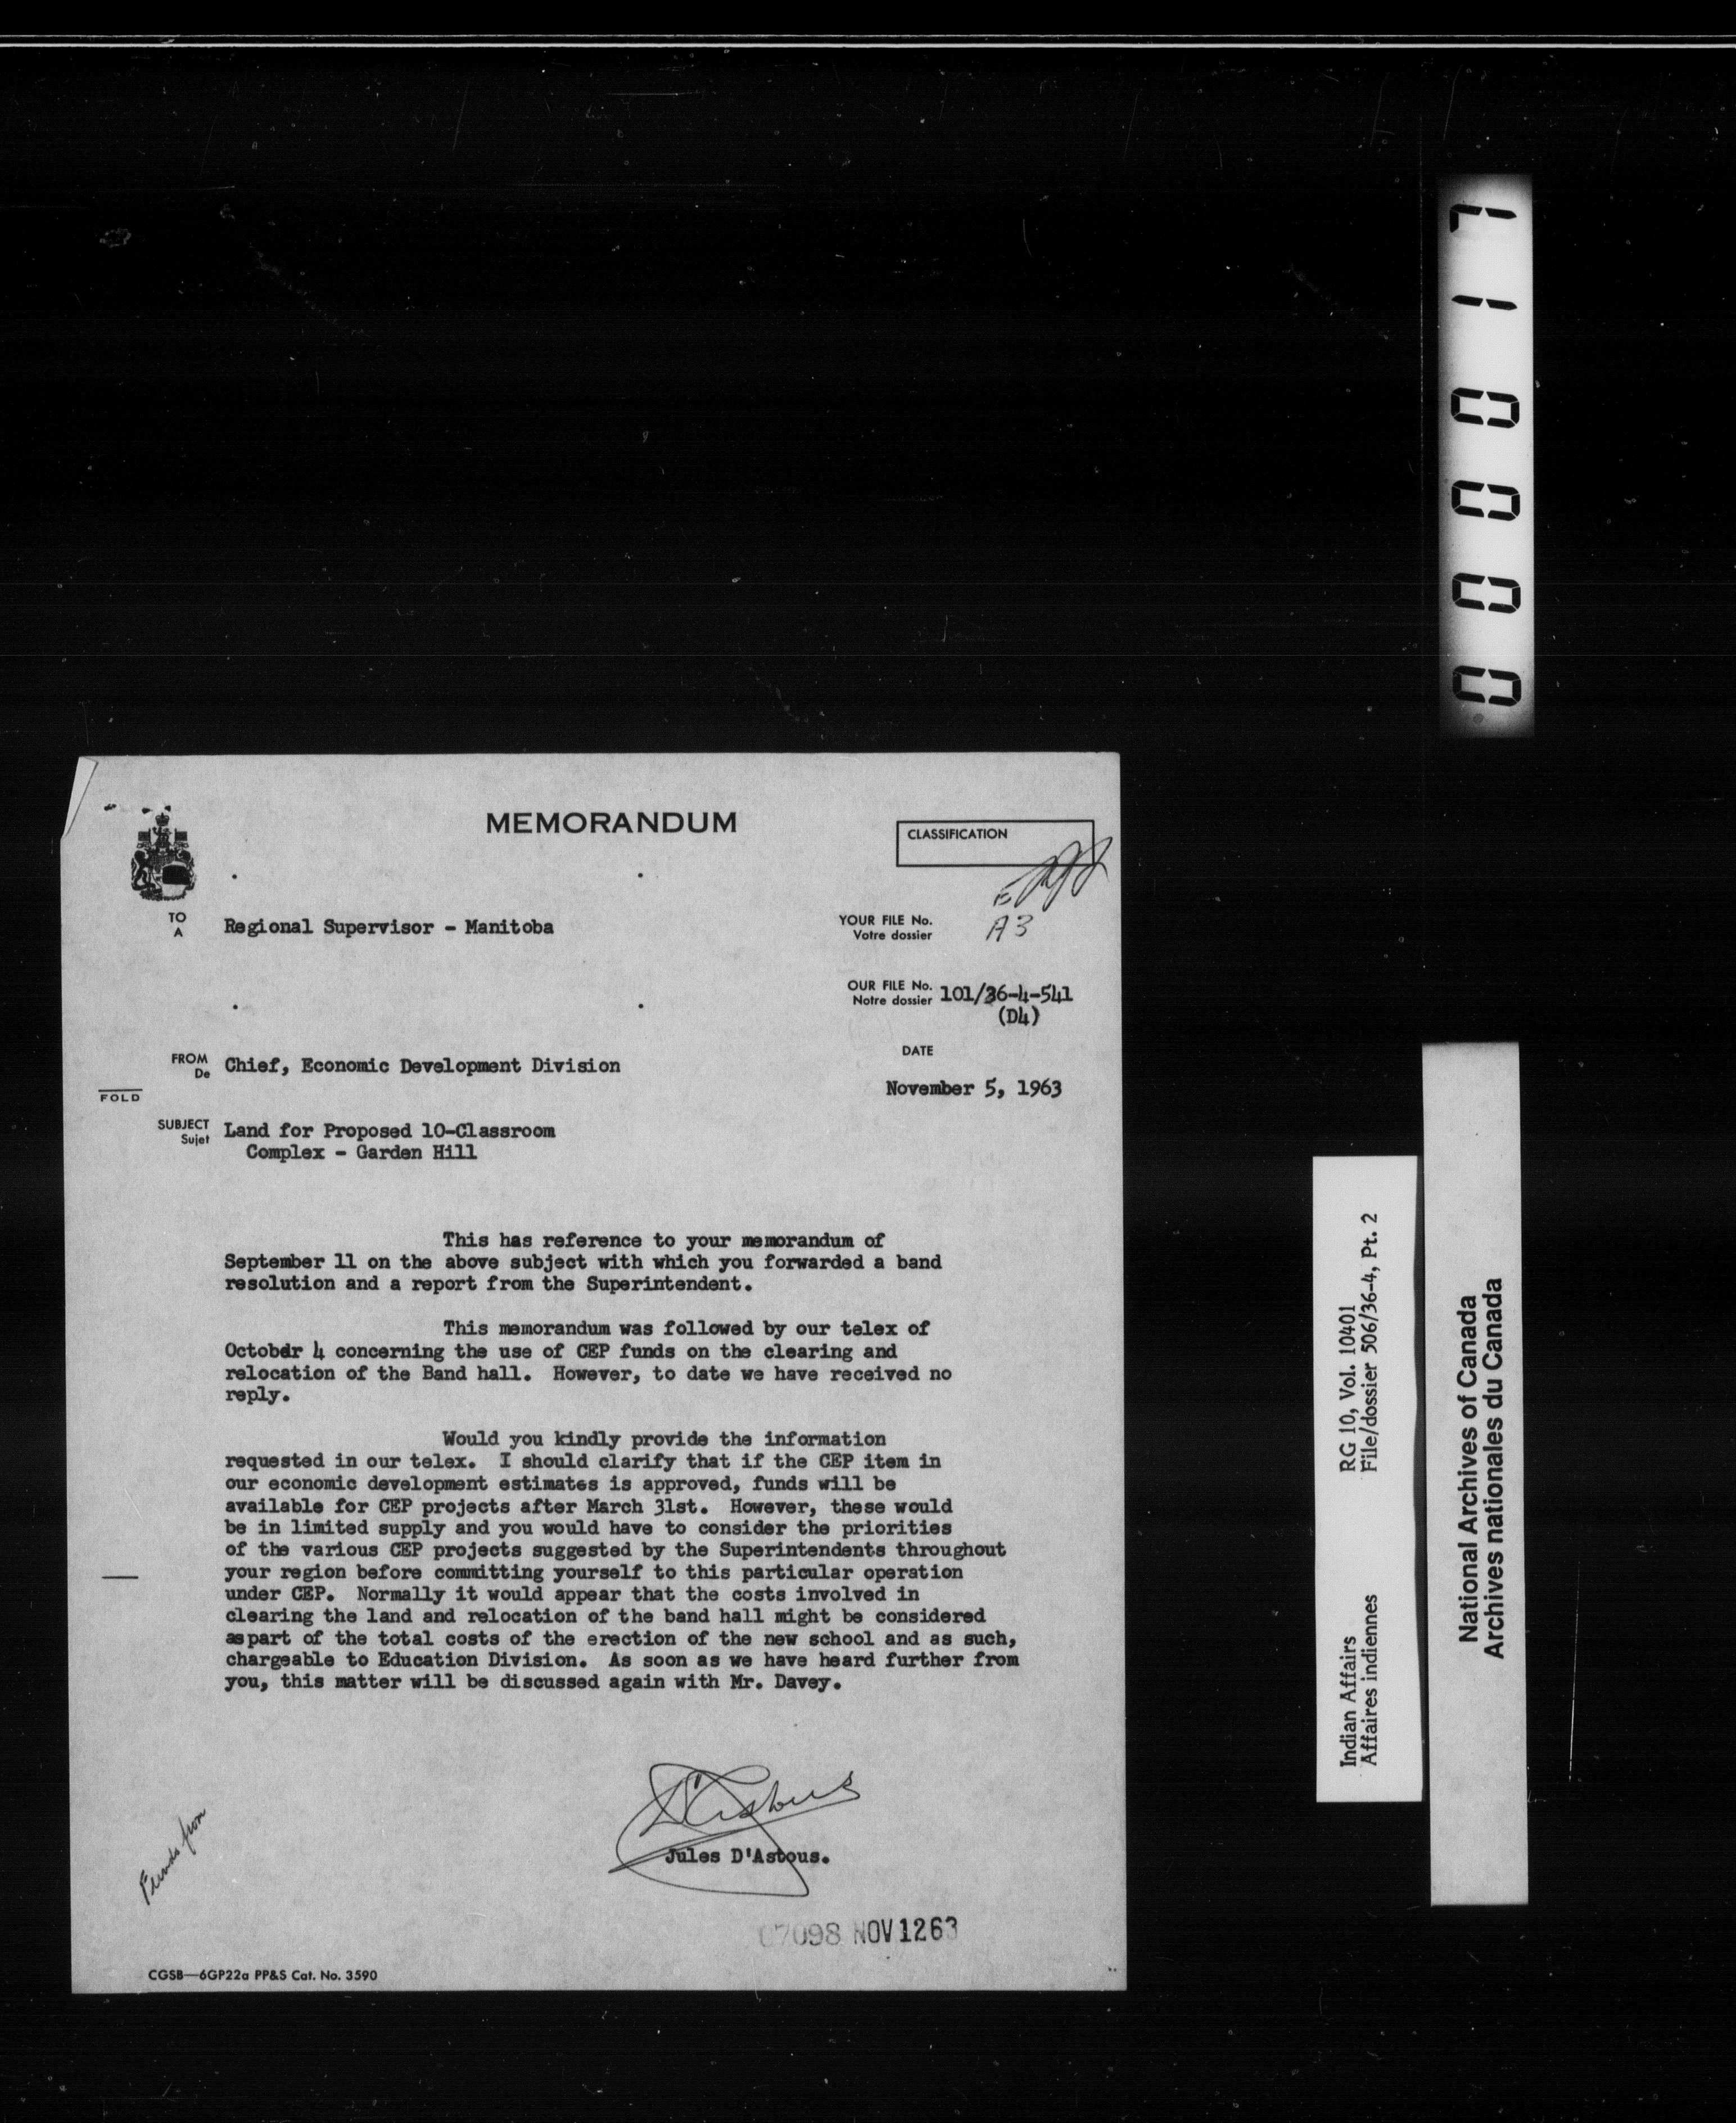 MEMORANDUM
CLASSIFICATION
TO
A
Regional Supervisor - Manitoba
YOUR FILE No.
Votre dossier
A3
OUR FILE No.
Notre dossier
101/36-4-541
(D4)
FROM
De
Chief, Economic Development Division
DATE
November 5, 1963
FOLD
SUBJECT
Sujet
Land for Proposed 10-Classroom
Complex - Garden Hill
This has reference to your memorandum of
September 11 on the above subject with which you forwarded a band
resolution and a report from the Superintendent.
This memorandum was followed by our telex of
October 4 concerning the use of CEP funds on the clearing and
relocation of the Band hall. However, to date we have received no
reply.
Would you kindly provide the information
requested in our telex. I should clarify that if the CEP item in
our economic development estimates is approved, funds will be
available for CEP projects after March 31st. However, these would
be in limited supply and you would have to consider the priorities
of the various CEP projects suggested by the Superintendents throughout
your region before committing yourself to this particular operation
under CEP. Normally it would appear that the costs involved in
clearing the land and relocation of the band hall might be considered
aspart of the total costs of the erection of the new school and as such,
chargeable to Education Division. As soon as we have heard further from
you, this matter will be discussed again with Mr. Davey.
D'Astous
Jules D'Astous.
Funds from
07098 NOV 12 63
CGSB—6GP22a PP&S Cat. No. 3590
000017
Indian Affairs
Affaires indiennes
RG 10, Vol. 10401
File/dossier 506/36-4, Pt. 2
National Archives of Canada
Archives nationales du Canada